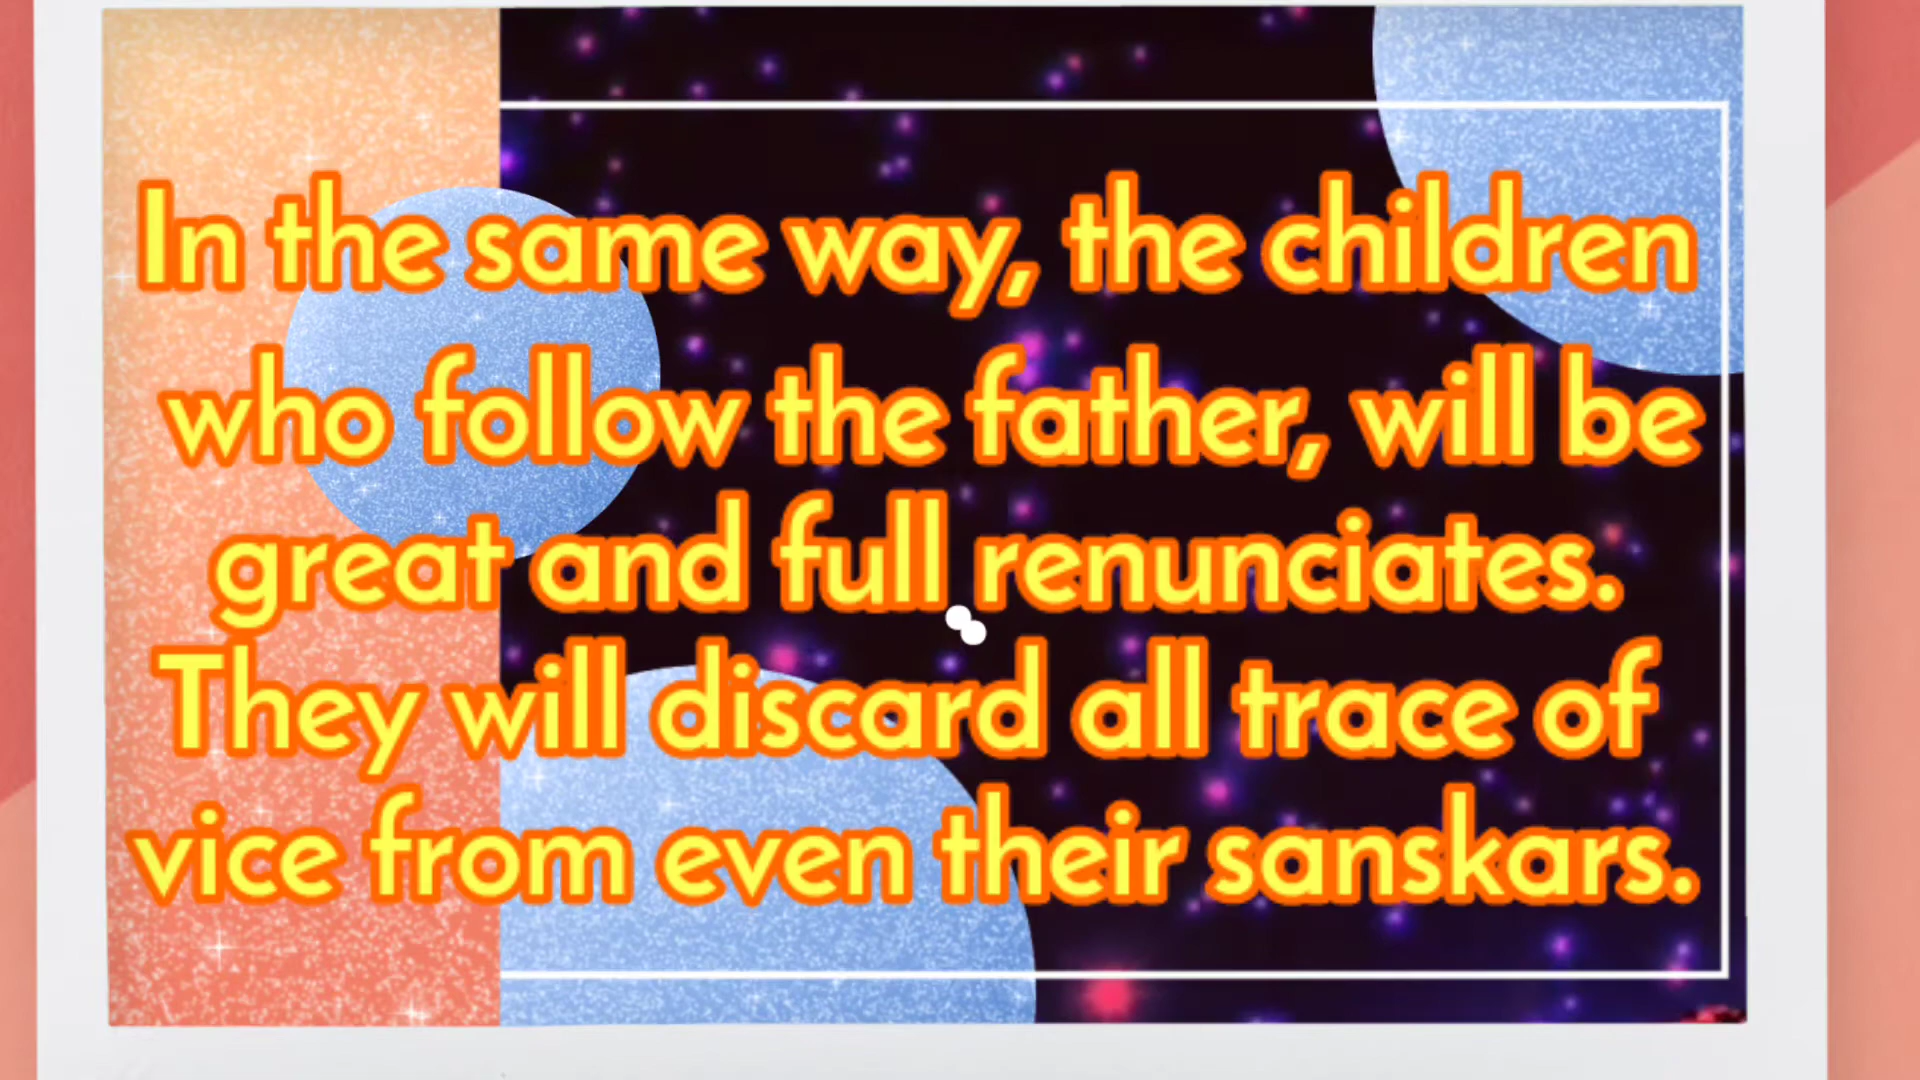 In the same way, the children
who follow the father, will be
great and full renunciates.
They will discard all trace of
vice from even their sanskars.